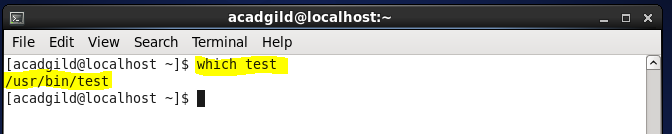 acadgild@localhost:~
File Edit View Search Terminal Help
[acadgild@localhost ~]$ which test
/usr/bin/test
[acadgild@localhost ~]$